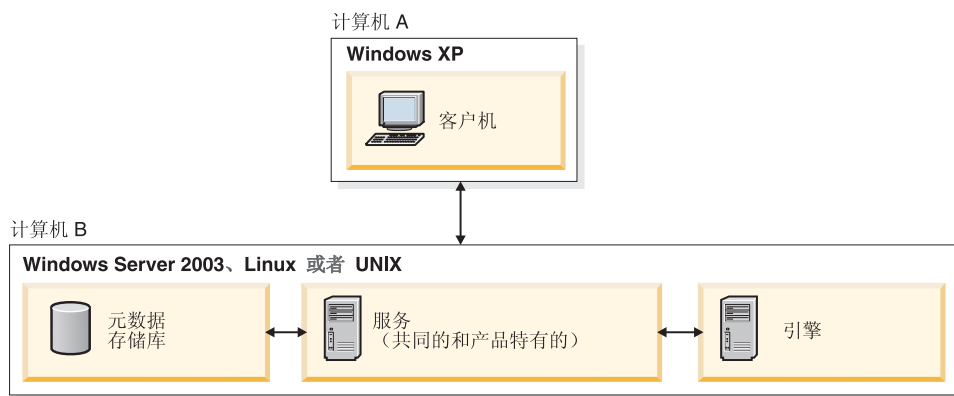 计算机 A
Windows XP
客户机
计算机 B
Windows Server 2003、Linux 或者 UNIX
元数据
存储库
服务
（共同的和产品特有的）
引擎